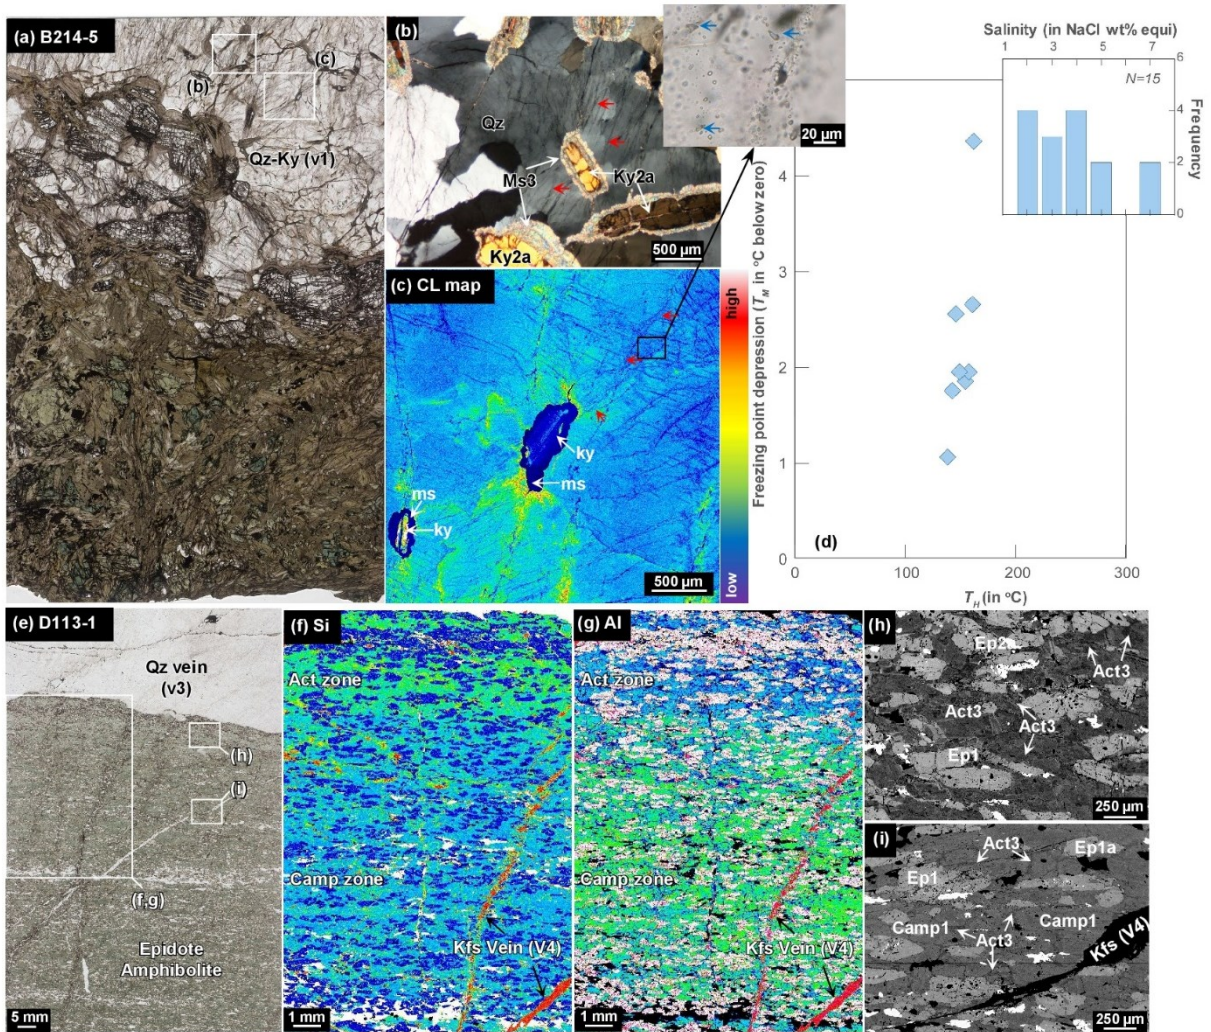 (a) B214-5
(b)
(c)
Qz-Ky (v1)
(b)
Qz
Ms3
Ky2a
Ky2a
500 µm
20 µm
(c) CL map
ky
ms
ms
ky
500 µm
high
low
Salinity (in NaCl wt% equi)
1 3 5 7
N=15
6
4
2
0
Frequency
Freezing point depression (TM in °C below zero)
4
3
2
1
0
(d)
0 100 200 300
TH (in °C)
(e) D113-1
Qz vein
(v3)
(h)
(i)
(f,g)
Epidote
Amphibolite
5 mm
(f) Si
Act zone
Camp zone
Kfs Vein (V4)
1 mm
(g) Al
Act zone
Camp zone
Kfs Vein (V4)
1 mm
(h)
Ep2a
Act3
Act3
Act3
Ep1
250 µm
(i)
Act3
Ep1a
Ep1
Camp1
Camp1
Act3
Kfs (V4)
250 µm